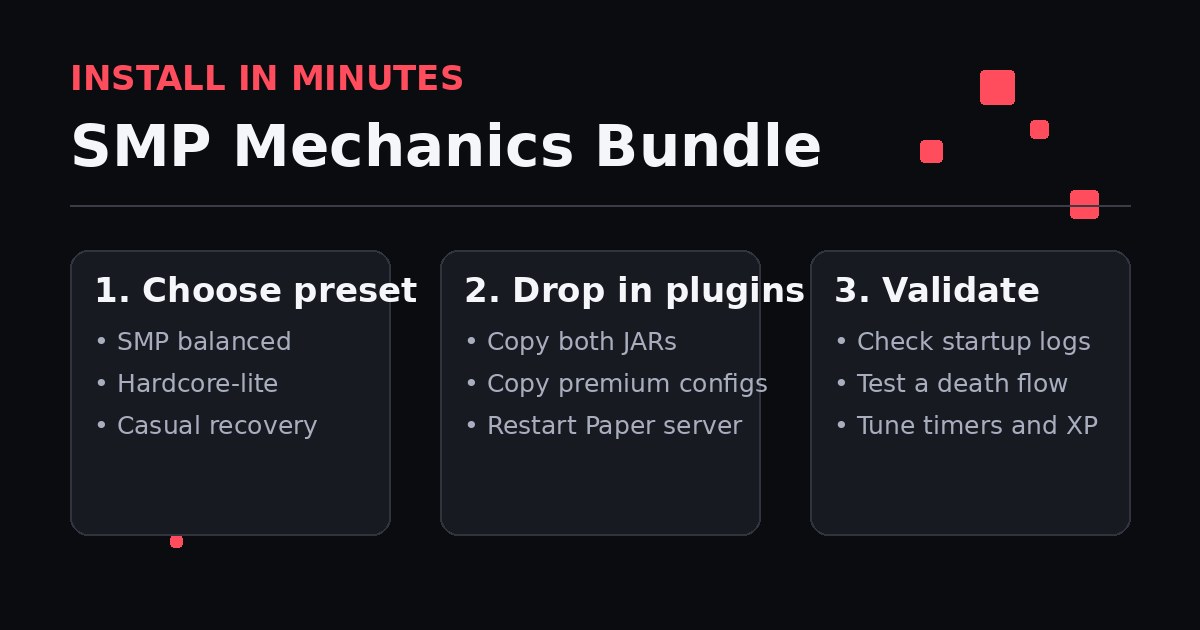 INSTALL IN MINUTES
SMP Mechanics Bundle
1. Choose preset
• SMP balanced
• Hardcore-lite
• Casual recovery
2. Drop in plugins
• Copy both JARs
• Copy premium configs
• Restart Paper server
3. Validate
• Check startup logs
• Test a death flow
• Tune timers and XP